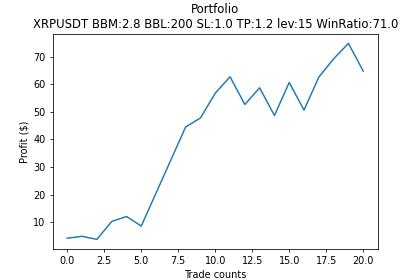 Portfolio
XRPUSDT BBM:2.8 BBL:200 SL:1.0 TP:1.2 lev:15 WinRatio:71.0
Profit ($)
70
60
50
40
30
20
10
0.0 2.5 5.0 7.5 10.0 12.5 15.0 17.5 20.0
Trade counts